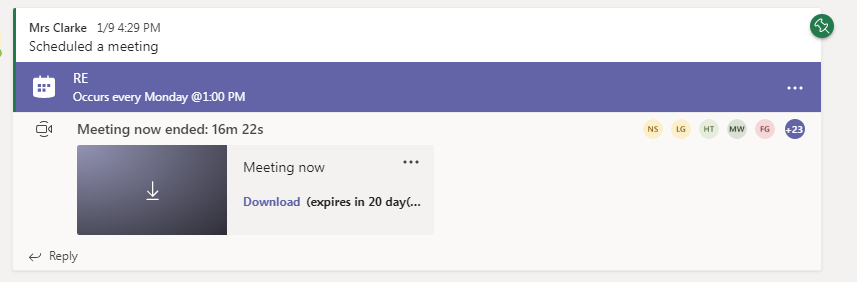 Mrs Clarke 1/9 4:29 PM
Scheduled a meeting
RE
Occurs every Monday @1:00 PM
Meeting now ended: 16m 22s
NS LG HT MW FG +23
Meeting now
Download (expires in 20 day(...
Reply